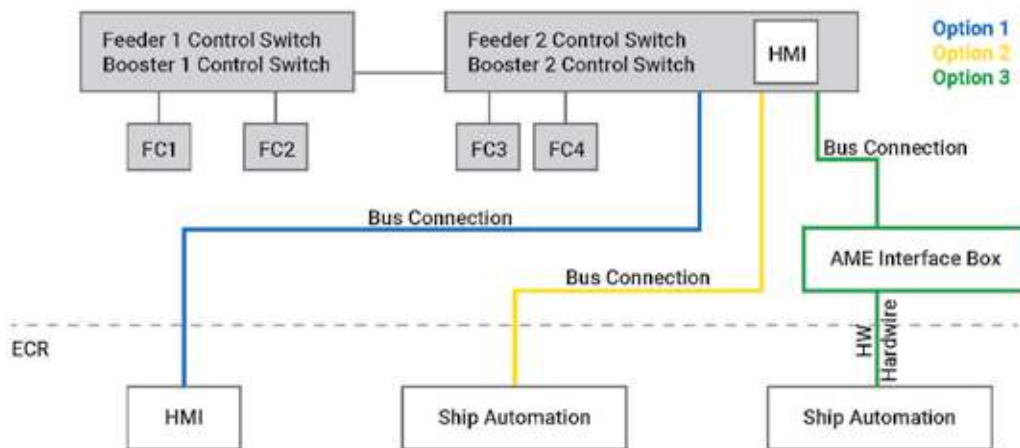 Feeder 1 Control Switch
Booster 1 Control Switch
Feeder 2 Control Switch
Booster 2 Control Switch
HMI
Option 1
Option 2
Option 3
FC1
FC2
FC3
FC4
Bus Connection
Bus Connection
Bus Connection
AME Interface Box
ECR
HW
Hardwire
HMI
Ship Automation
Ship Automation